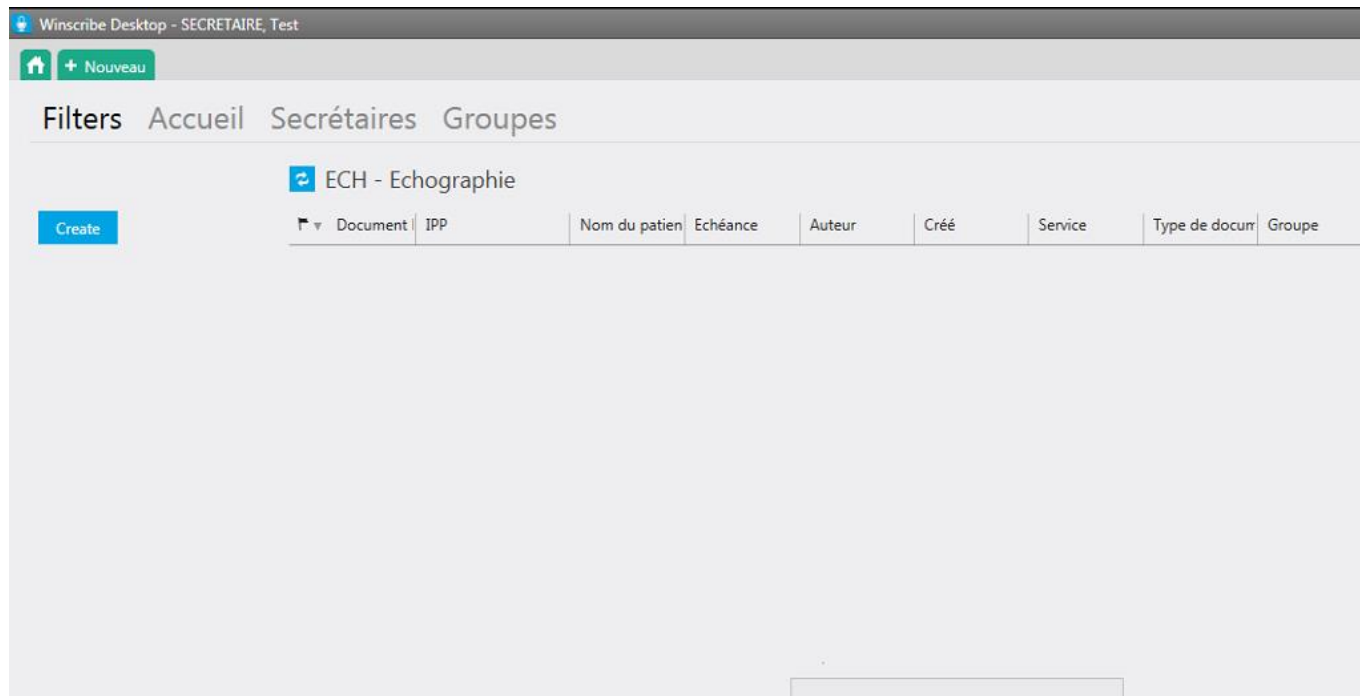 Winscribe Desktop - SECRETAIRE, Test
+ Nouveau
Filters Accueil Secrétaires Groupes
ECH - Echographie
Create
Document I IPP Nom du patien Echéance Auteur Créé Service Type de docum Groupe